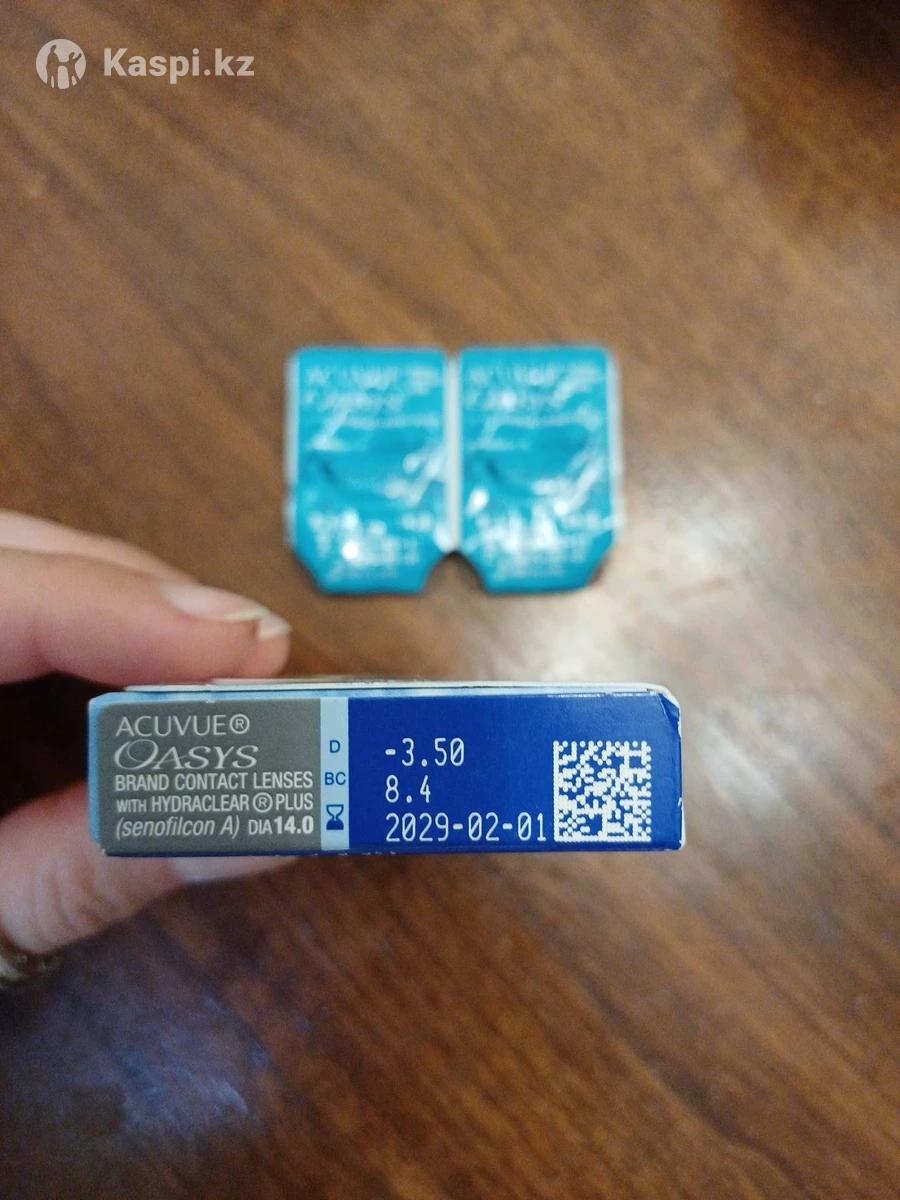 Kaspi.kz
ACUVUE®
OASYS
BRAND CONTACT LENSES
WITH HYDRACLEAR ® PLUS
(senofilcon A) DIA 14.0
D -3.50
BC 8.4
2029-02-01